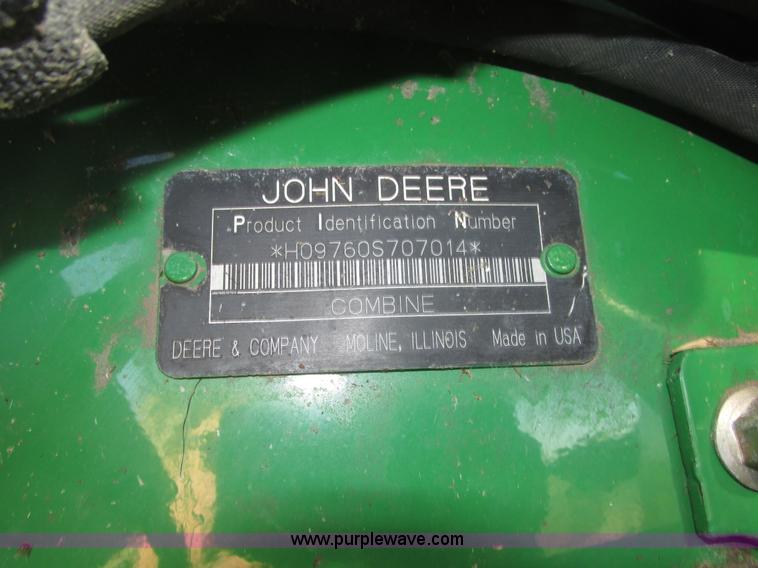 JOHN DEERE
Product Identification Number
*H09760S707014*
COMBINE
DEERE & COMPANY MOLINE, ILLINOIS Made in USA
www.purplewave.com